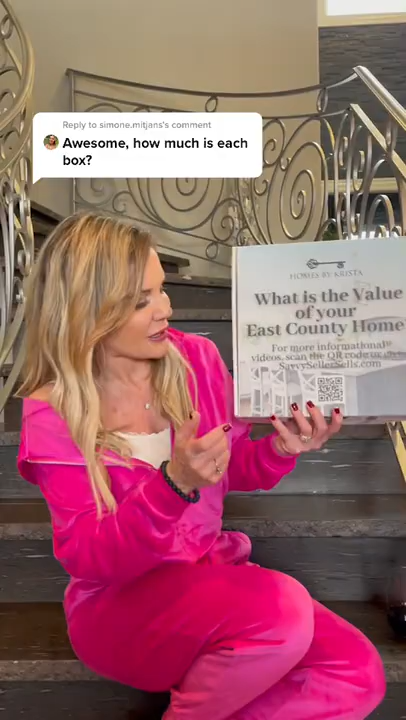 Reply to simone.mitjans's comment
Awesome, how much is each
box?
HOMES BY KRISTA
What is the Value
of your
East County Home
For more informational
videos, scan the QR code or
SavvySellerSells.com